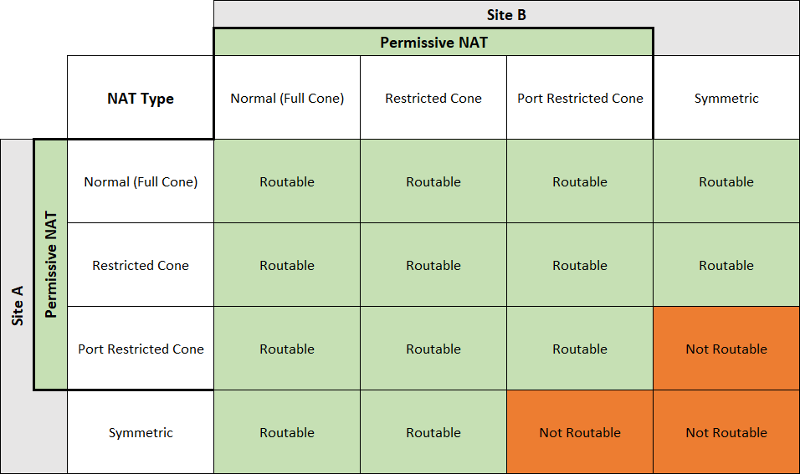 Site B
Permissive NAT
NAT Type
Normal (Full Cone)
Restricted Cone
Port Restricted Cone
Symmetric
Site A
Permissive NAT
Normal (Full Cone)
Routable
Routable
Routable
Routable
Restricted Cone
Routable
Routable
Routable
Routable
Port Restricted Cone
Routable
Routable
Routable
Not Routable
Symmetric
Routable
Routable
Not Routable
Not Routable